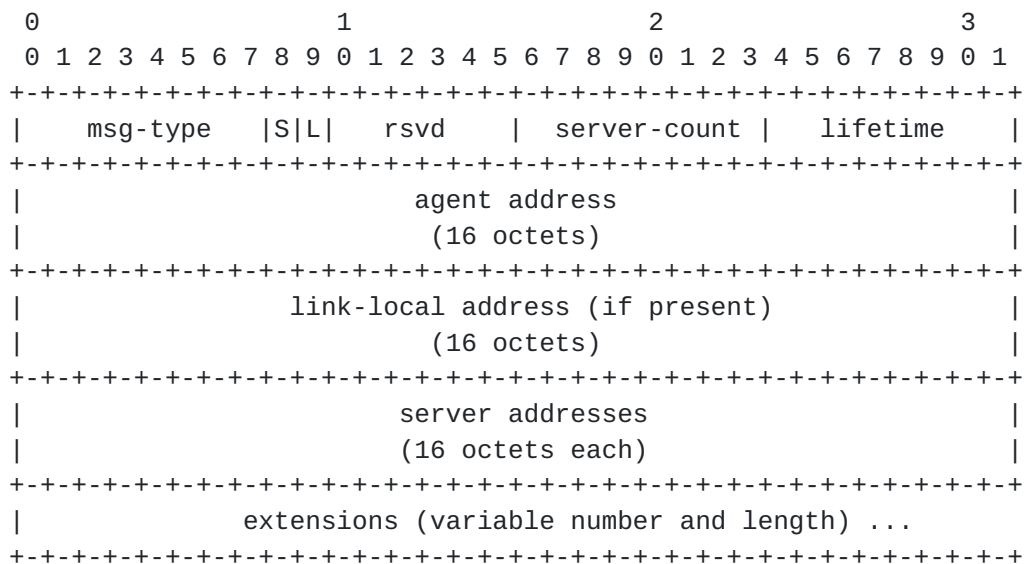 0                   1                   2                   3
 0 1 2 3 4 5 6 7 8 9 0 1 2 3 4 5 6 7 8 9 0 1 2 3 4 5 6 7 8 9 0 1
+-+-+-+-+-+-+-+-+-+-+-+-+-+-+-+-+-+-+-+-+-+-+-+-+-+-+-+-+-+-+-+-+
|    msg-type   |S|L|   rsvd    |  server-count |   lifetime    |
+-+-+-+-+-+-+-+-+-+-+-+-+-+-+-+-+-+-+-+-+-+-+-+-+-+-+-+-+-+-+-+-+
|                         agent address                         |
|                          (16 octets)                          |
+-+-+-+-+-+-+-+-+-+-+-+-+-+-+-+-+-+-+-+-+-+-+-+-+-+-+-+-+-+-+-+-+
|                 link-local address (if present)               |
|                          (16 octets)                          |
+-+-+-+-+-+-+-+-+-+-+-+-+-+-+-+-+-+-+-+-+-+-+-+-+-+-+-+-+-+-+-+-+
|                        server addresses                       |
|                        (16 octets each)                       |
+-+-+-+-+-+-+-+-+-+-+-+-+-+-+-+-+-+-+-+-+-+-+-+-+-+-+-+-+-+-+-+-+
|              extensions (variable number and length) ...
+-+-+-+-+-+-+-+-+-+-+-+-+-+-+-+-+-+-+-+-+-+-+-+-+-+-+-+-+-+-+-+-+